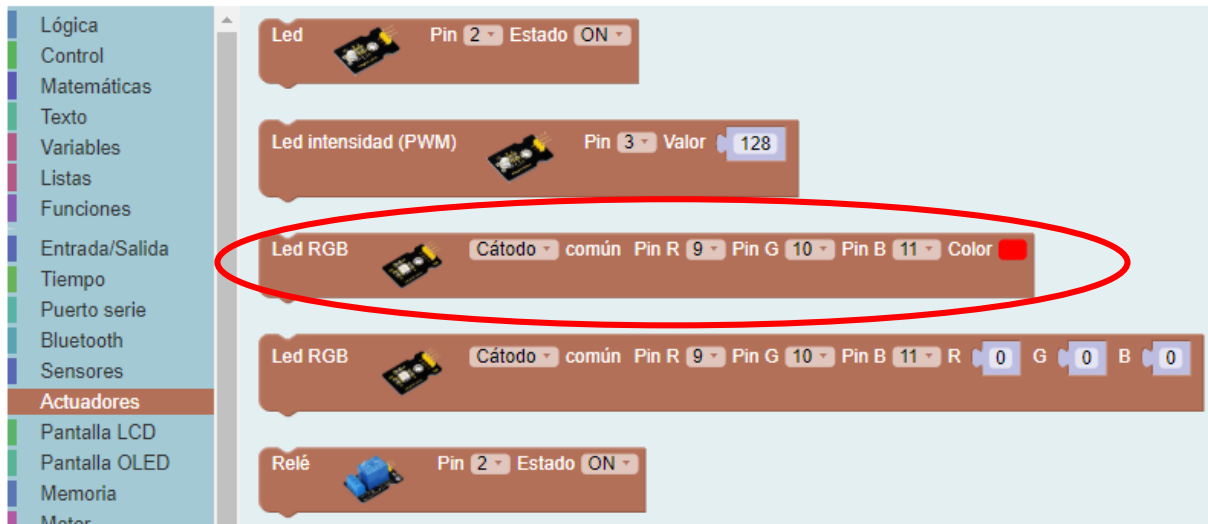 Lógica
Control
Matemáticas
Texto
Variables
Listas
Funciones
Entrada/Salida
Tiempo
Puerto serie
Bluetooth
Sensores
Actuadores
Pantalla LCD
Pantalla OLED
Memoria
Motor
Led Pin 2 Estado ON
Led intensidad (PWM) Pin 3 Valor 128
Led RGB Cátodo común Pin R 9 Pin G 10 Pin B 11 Color
Led RGB Cátodo común Pin R 9 Pin G 10 Pin B 11 R 0 G 0 B 0
Relé Pin 2 Estado ON